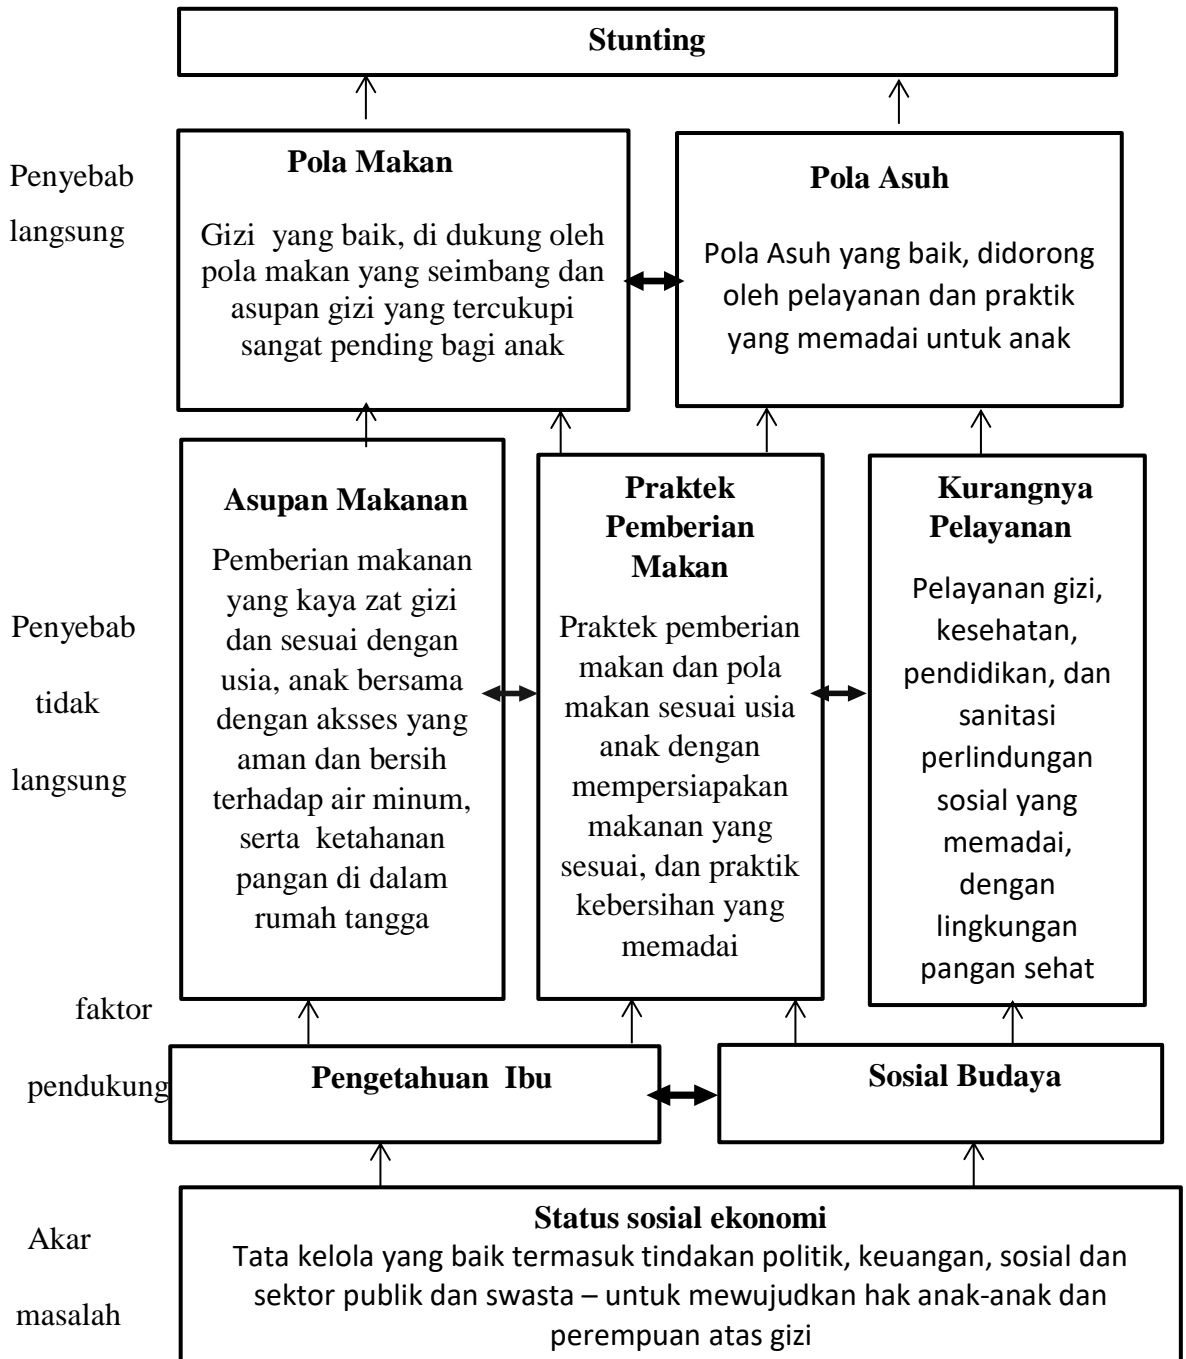 Stunting
Penyebab
langsung
Pola Makan
Gizi yang baik, di dukung oleh
pola makan yang seimbang dan
asupan gizi yang tercukupi
sangat pending bagi anak
Pola Asuh
Pola Asuh yang baik, didorong
oleh pelayanan dan praktik
yang memadai untuk anak
Penyebab
tidak
langsung
Asupan Makanan
Pemberian makanan
yang kaya zat gizi
dan sesuai dengan
usia, anak bersama
dengan aksses yang
aman dan bersih
terhadap air minum,
serta ketahanan
pangan di dalam
rumah tangga
Praktek
Pemberian
Makan
Praktek pemberian
makan dan pola
makan sesuai usia
anak dengan
mempersiapakan
makanan yang
sesuai, dan praktik
kebersihan yang
memadai
Kurangnya
Pelayanan
Pelayanan gizi,
kesehatan,
pendidikan, dan
sanitasi
perlindungan
sosial yang
memadai,
dengan
lingkungan
pangan sehat
faktor
pendukung
Pengetahuan Ibu
Sosial Budaya
Akar
masalah
Status sosial ekonomi
Tata kelola yang baik termasuk tindakan politik, keuangan, sosial dan
sektor publik dan swasta – untuk mewujudkan hak anak-anak dan
perempuan atas gizi